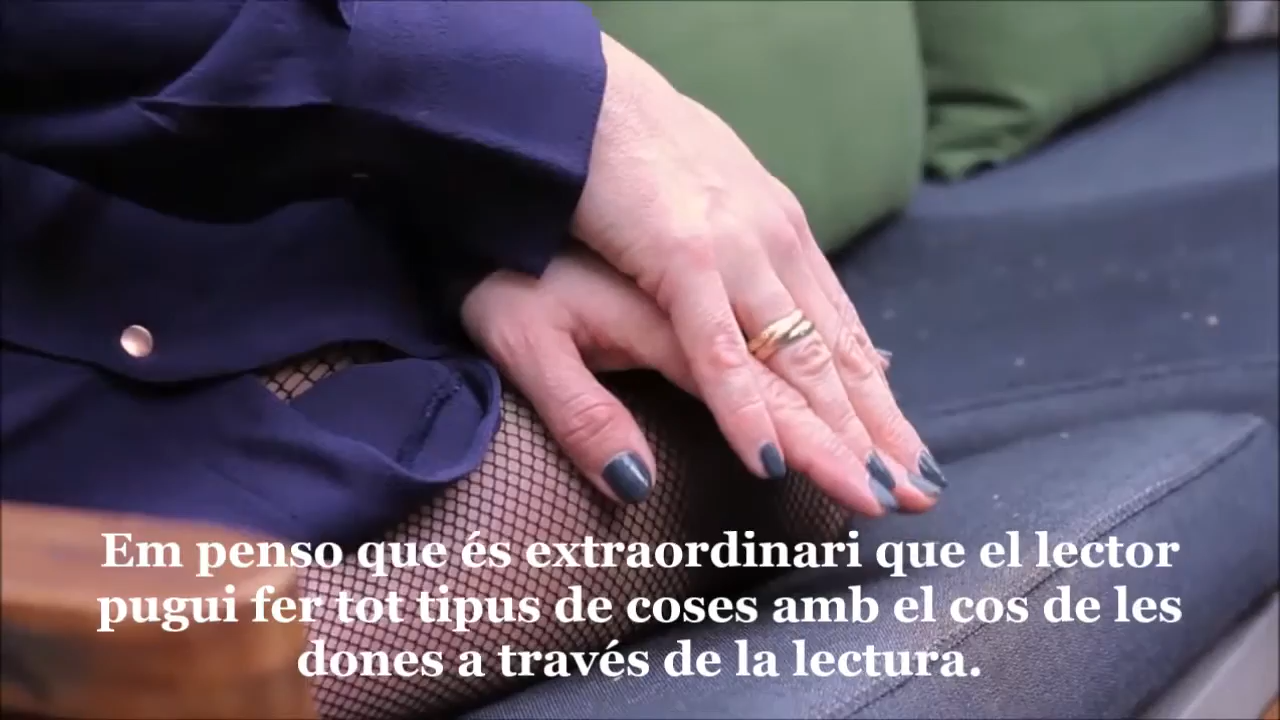 Em penso que és extraordinari que el lector
pugui fer tot tipus de coses amb el cos de les
dones a través de la lectura.